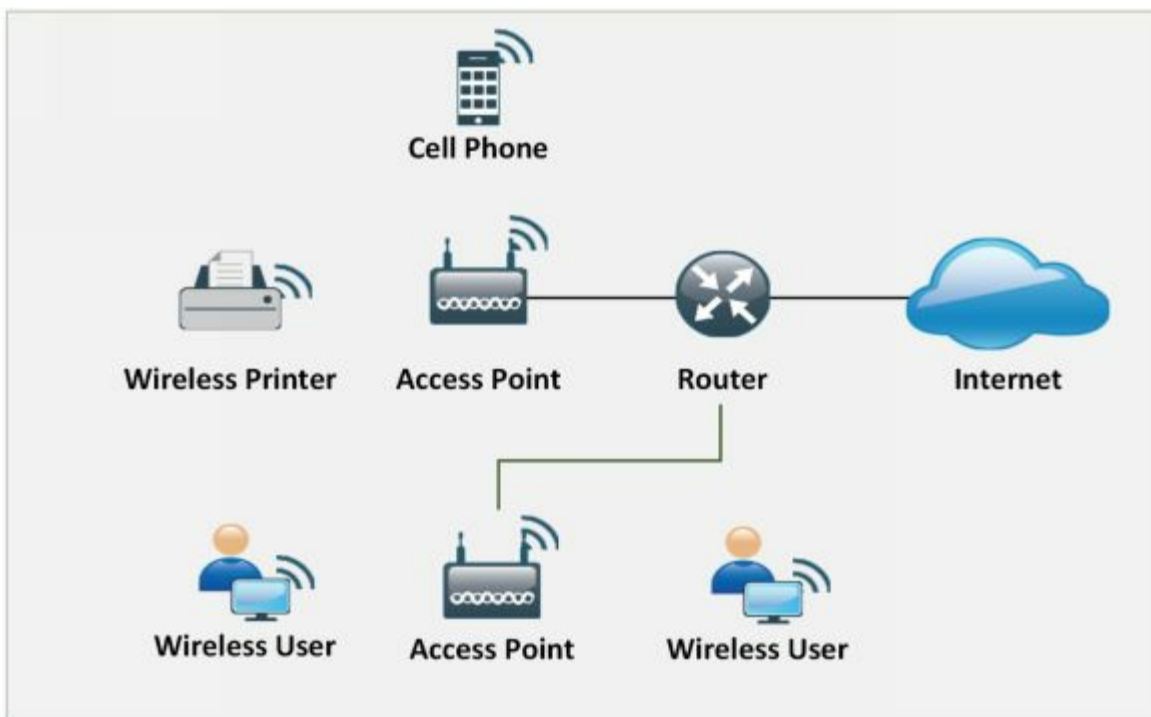 Cell Phone
Wireless Printer
Access Point
Router
Internet
Wireless User
Access Point
Wireless User